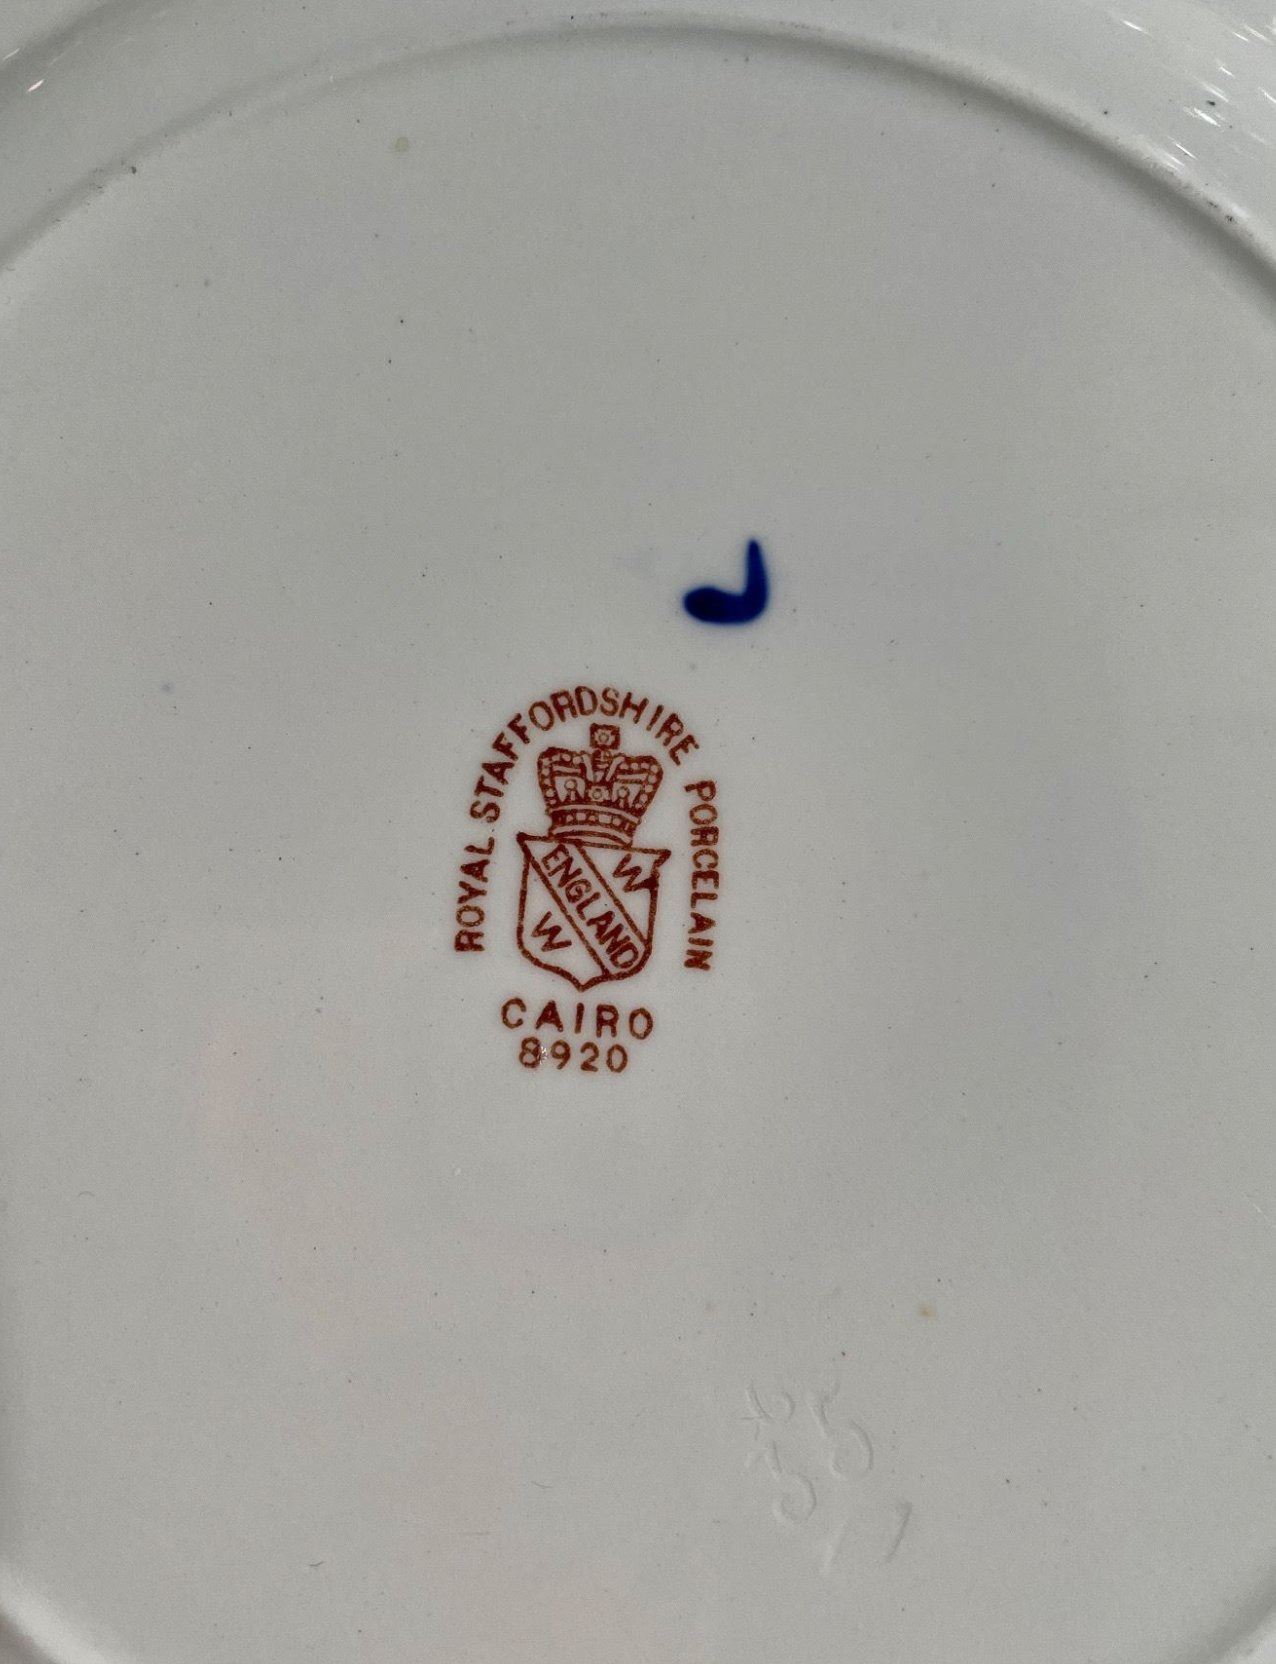 ROYAL STAFFORDSHIRE PORCELAIN
W
ENGLAND
W
CAIRO
8920